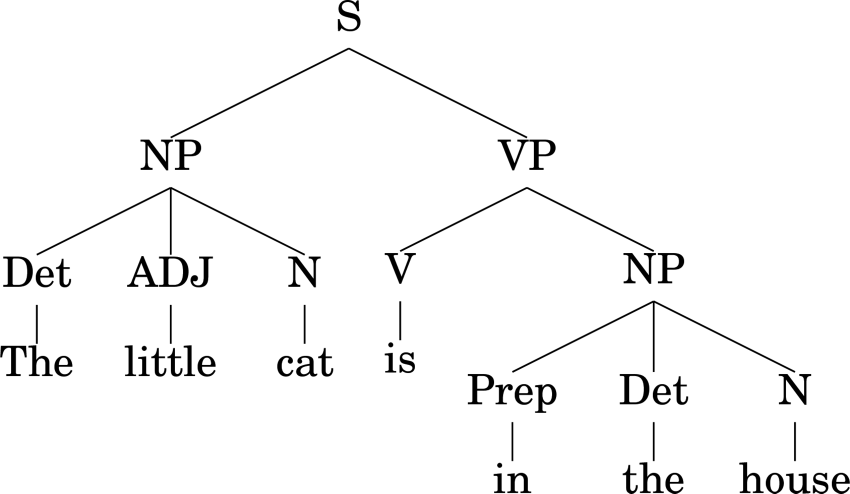 S
NP VP
Det ADJ N V NP
The little cat is
Prep Det N
in the house